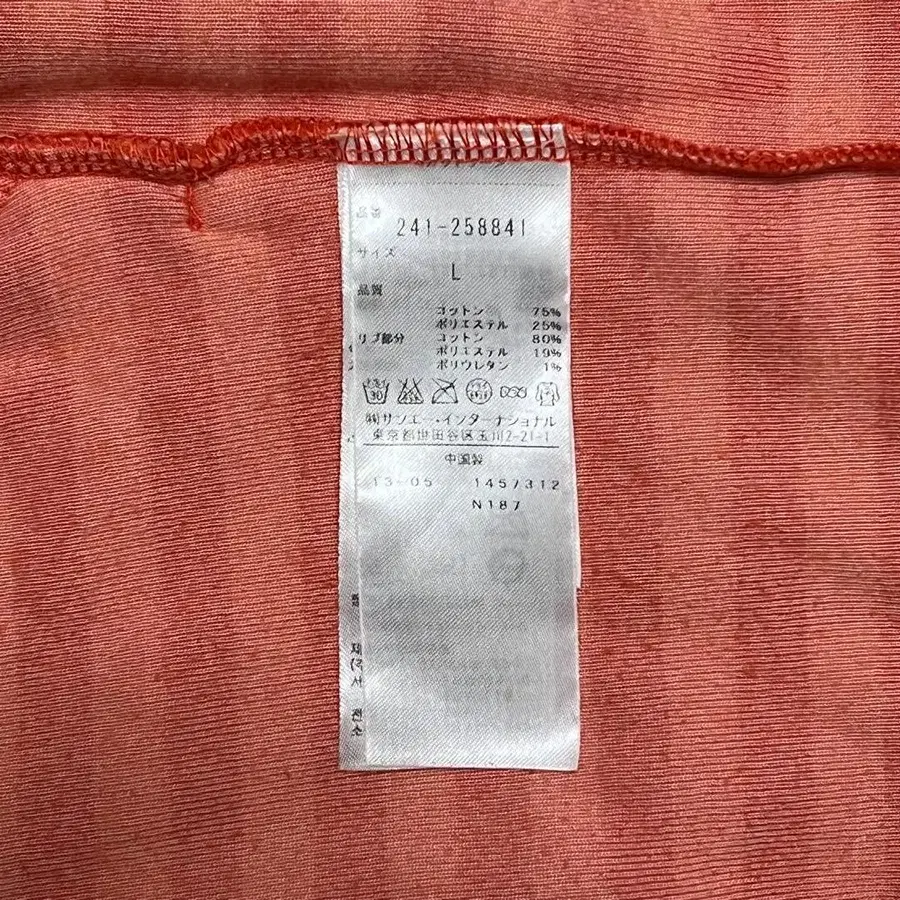 品番
241-258841
サイズ
L
品質
コットン 75%
ポリエステル 25%
リブ部分 コットン 80%
ポリエステル 19%
ポリウレタン 1%
30
㈱サンエー・インターナショナル
東京都世田谷区玉川2-21-1
中国製
13-05 1457312
N187